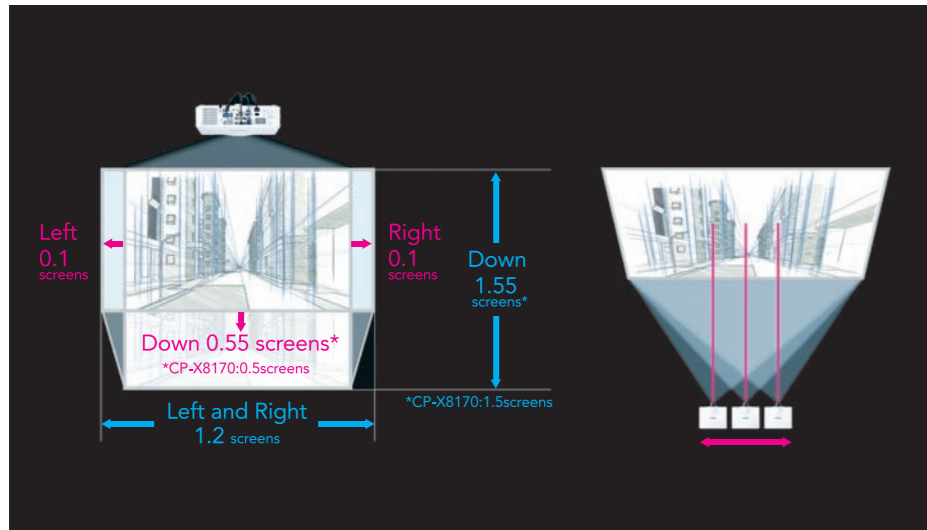 Left
0.1
screens
Right
0.1
screens
Down
1.55
screens*
Down 0.55 screens*
*CP-X8170:0.5screens
*CP-X8170:1.5screens
Left and Right
1.2 screens